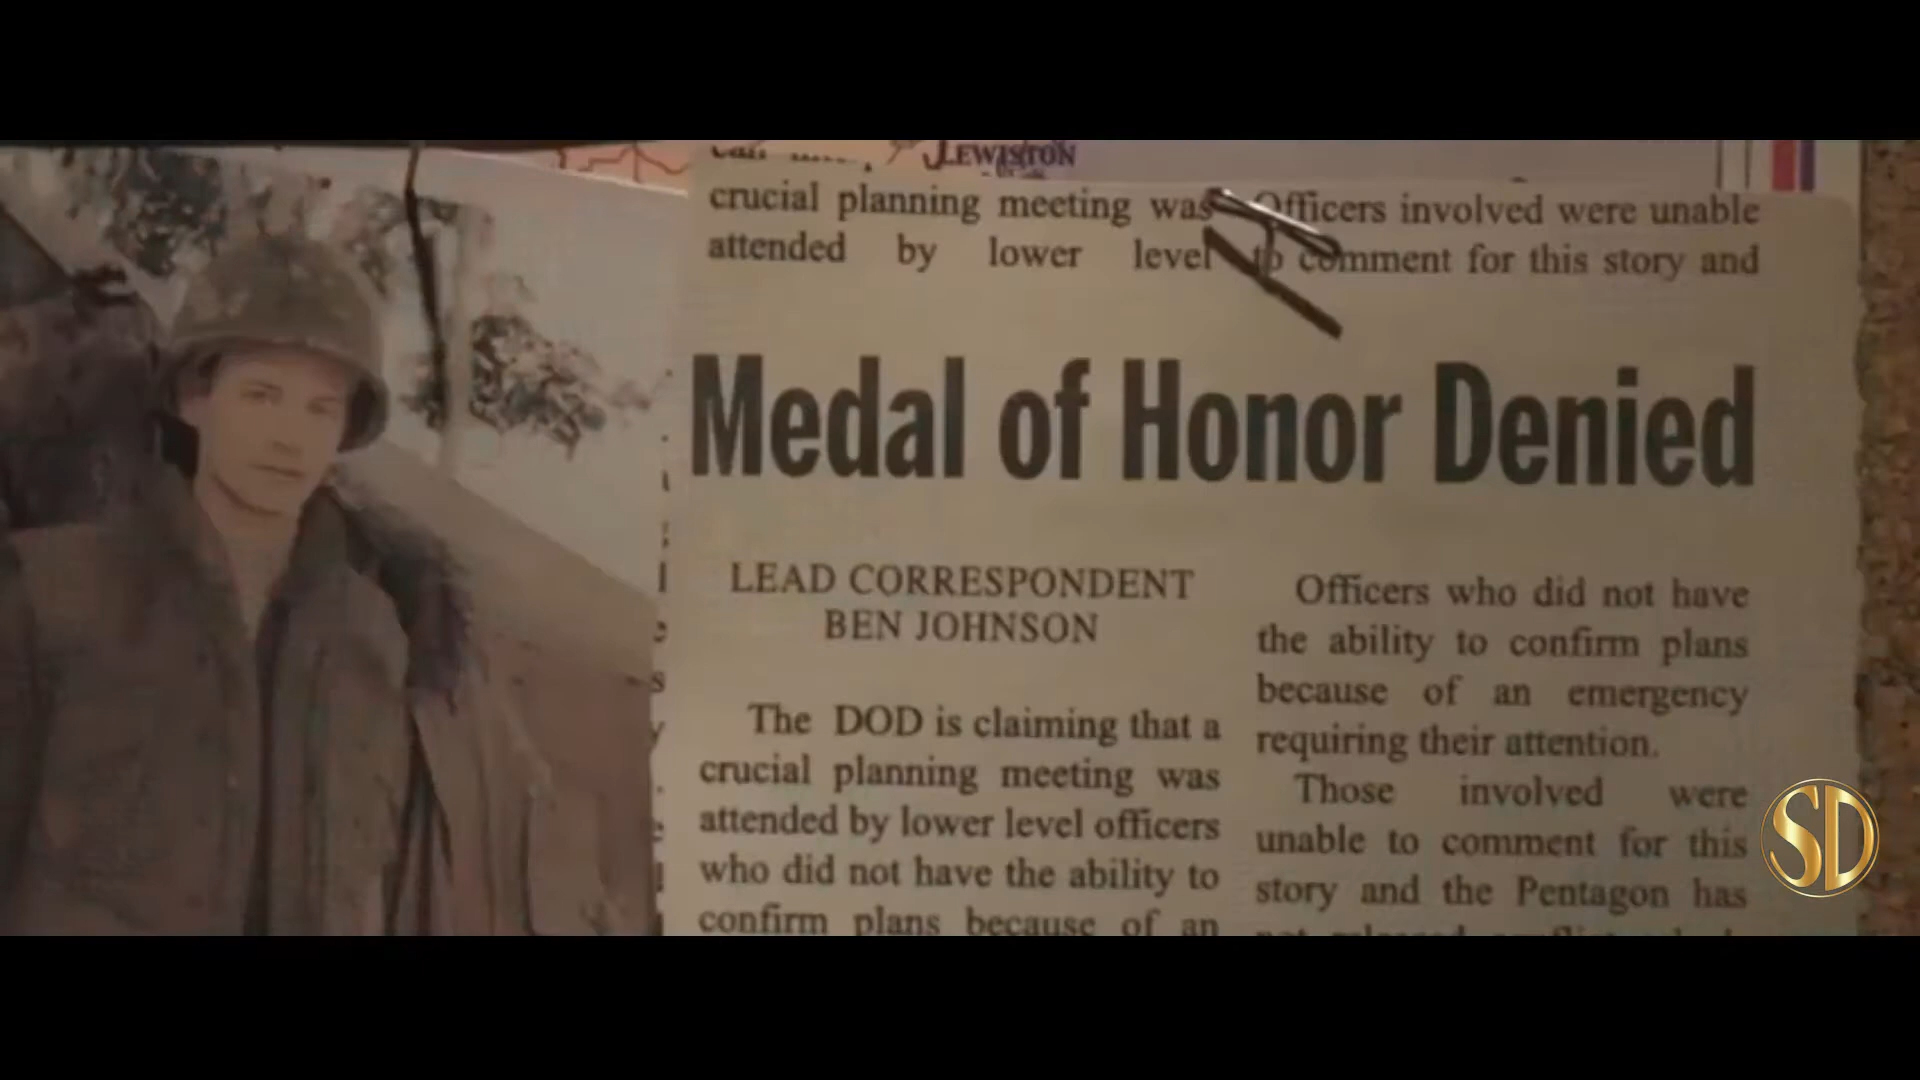 LEWISTON
crucial planning meeting was
attended by lower level
Officers involved were unable
to comment for this story and
Medal of Honor Denied
LEAD CORRESPONDENT
BEN JOHNSON
The DOD is claiming that a
crucial planning meeting was
attended by lower level officers
who did not have the ability to
confirm plans because of an
Officers who did not have
the ability to confirm plans
because of an emergency
requiring their attention.
Those involved were
unable to comment for this
story and the Pentagon has
SD